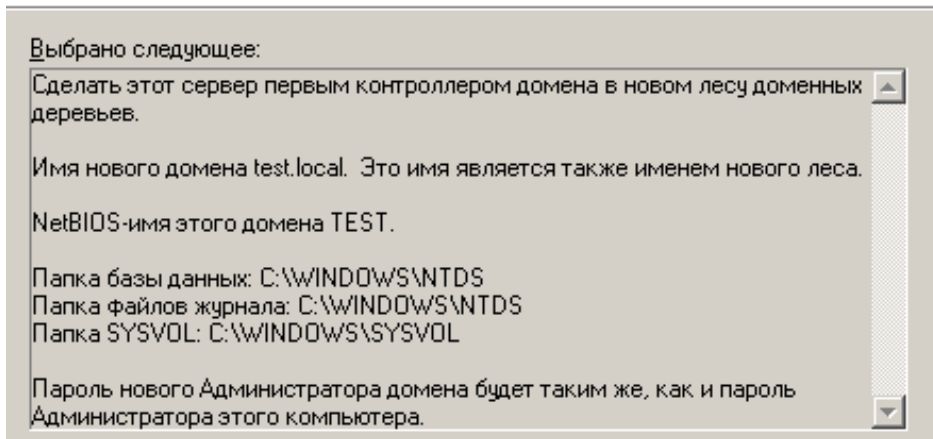 Выбрано следующее:
Сделать этот сервер первым контроллером домена в новом лесу доменных
деревьев.
Имя нового домена test.local. Это имя является также именем нового леса.
NetBIOS-имя этого домена TEST.
Папка базы данных: C:\WINDOWS\NTDS
Папка файлов журнала: C:\WINDOWS\NTDS
Папка SYSVOL: C:\WINDOWS\SYSVOL
Пароль нового Администратора домена будет таким же, как и пароль
Администратора этого компьютера.